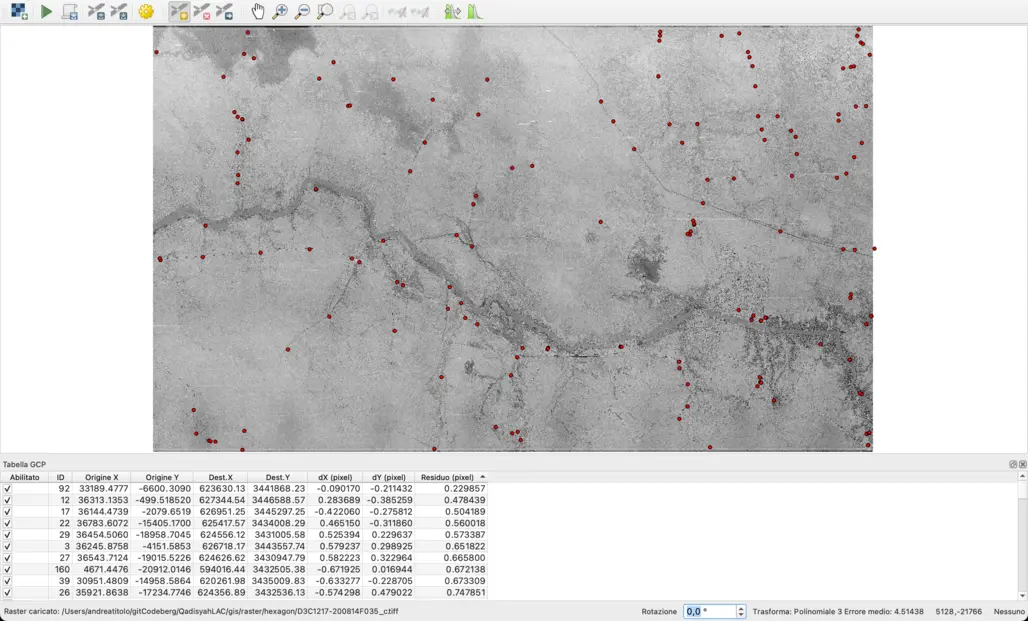 Tabella GCP
Abilitato ID Origine X Origine Y Dest.X Dest.Y dX (pixel) dY (pixel) Residuo (pixel)
92 33189.4777 -6600.3090 623630.13 3441868.23 -0.090170 -0.211432 0.229857
12 36313.1353 -499.518520 627344.54 3446588.57 0.283689 -0.385259 0.478439
17 36144.4739 -2079.6519 626951.25 3445297.25 -0.422060 -0.275812 0.504189
22 36783.6072 -15405.1700 625417.57 3434008.29 0.465150 -0.311860 0.560018
29 36454.5060 -18958.7045 624556.12 3431005.58 0.525394 0.229637 0.573387
3 36245.8758 -4151.5853 626718.17 3443557.74 0.579237 0.298925 0.651822
27 36543.7124 -19015.5226 624626.62 3430947.79 0.582223 0.322964 0.665800
160 4671.4476 -20912.0146 594016.44 3432505.38 -0.671925 0.016944 0.672138
39 30951.4809 -14958.5864 620261.98 3435009.83 -0.633277 -0.228705 0.673309
26 35921.8638 -17234.7746 624356.89 3432536.13 -0.574298 0.479022 0.747851
Raster caricato: /Users/andreatitolo/gitCodeberg/QadisyahLAC/gis/raster/hexagon/D3C1217-200814F035_c.tiff Rotazione 0,0 ° Trasforma: Polinomiale 3 Errore medio: 4.51438 5128,-21766 Nessuno